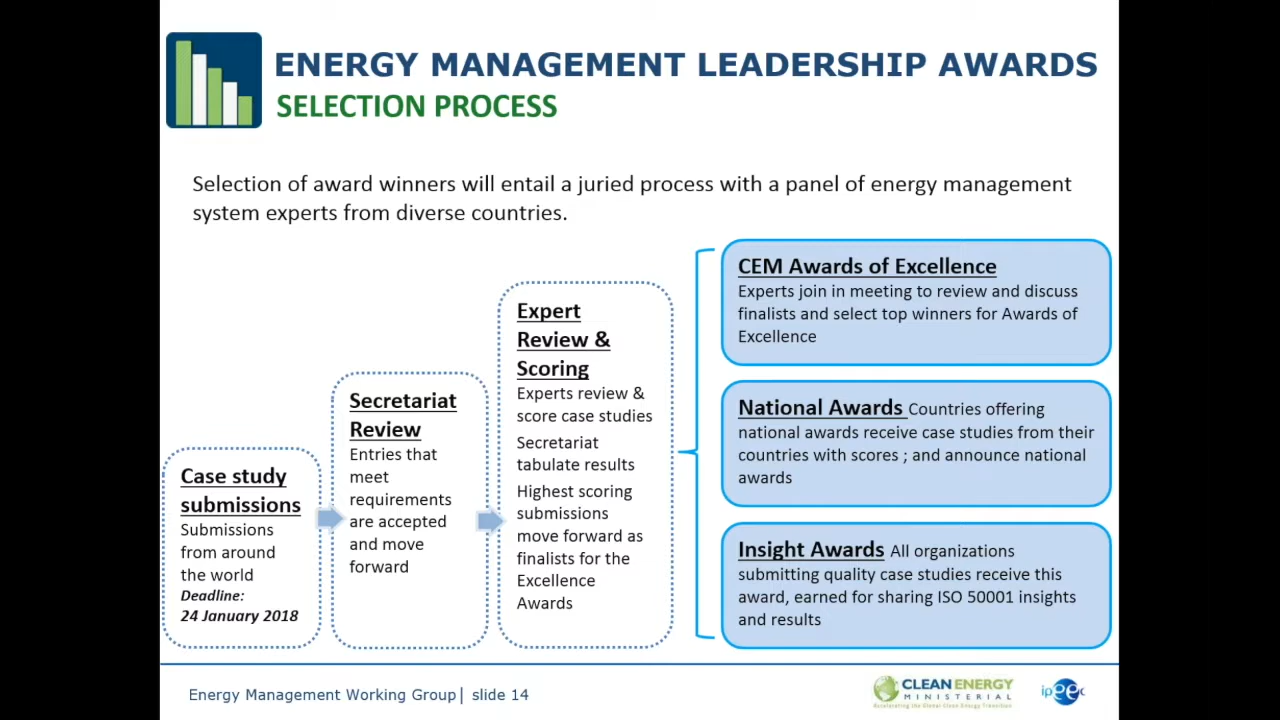 ENERGY MANAGEMENT LEADERSHIP AWARDS
SELECTION PROCESS
Selection of award winners will entail a juried process with a panel of energy management
system experts from diverse countries.
Case study
submissions
Submissions
from around
the world
Deadline:
24 January 2018
Secretariat
Review
Entries that
meet
requirements
are accepted
and move
forward
Expert
Review &
Scoring
Experts review &
score case studies
Secretariat
tabulate results
Highest scoring
submissions
move forward as
finalists for the
Excellence
Awards
CEM Awards of Excellence
Experts join in meeting to review and discuss
finalists and select top winners for Awards of
Excellence
National Awards Countries offering
national awards receive case studies from their
countries with scores ; and announce national
awards
Insight Awards All organizations
submitting quality case studies receive this
award, earned for sharing ISO 50001 insights
and results
Energy Management Working Group| slide 14
CLEAN ENERGY
MINISTERIAL
Accelerating the Global Clean Energy Transition
ipeec